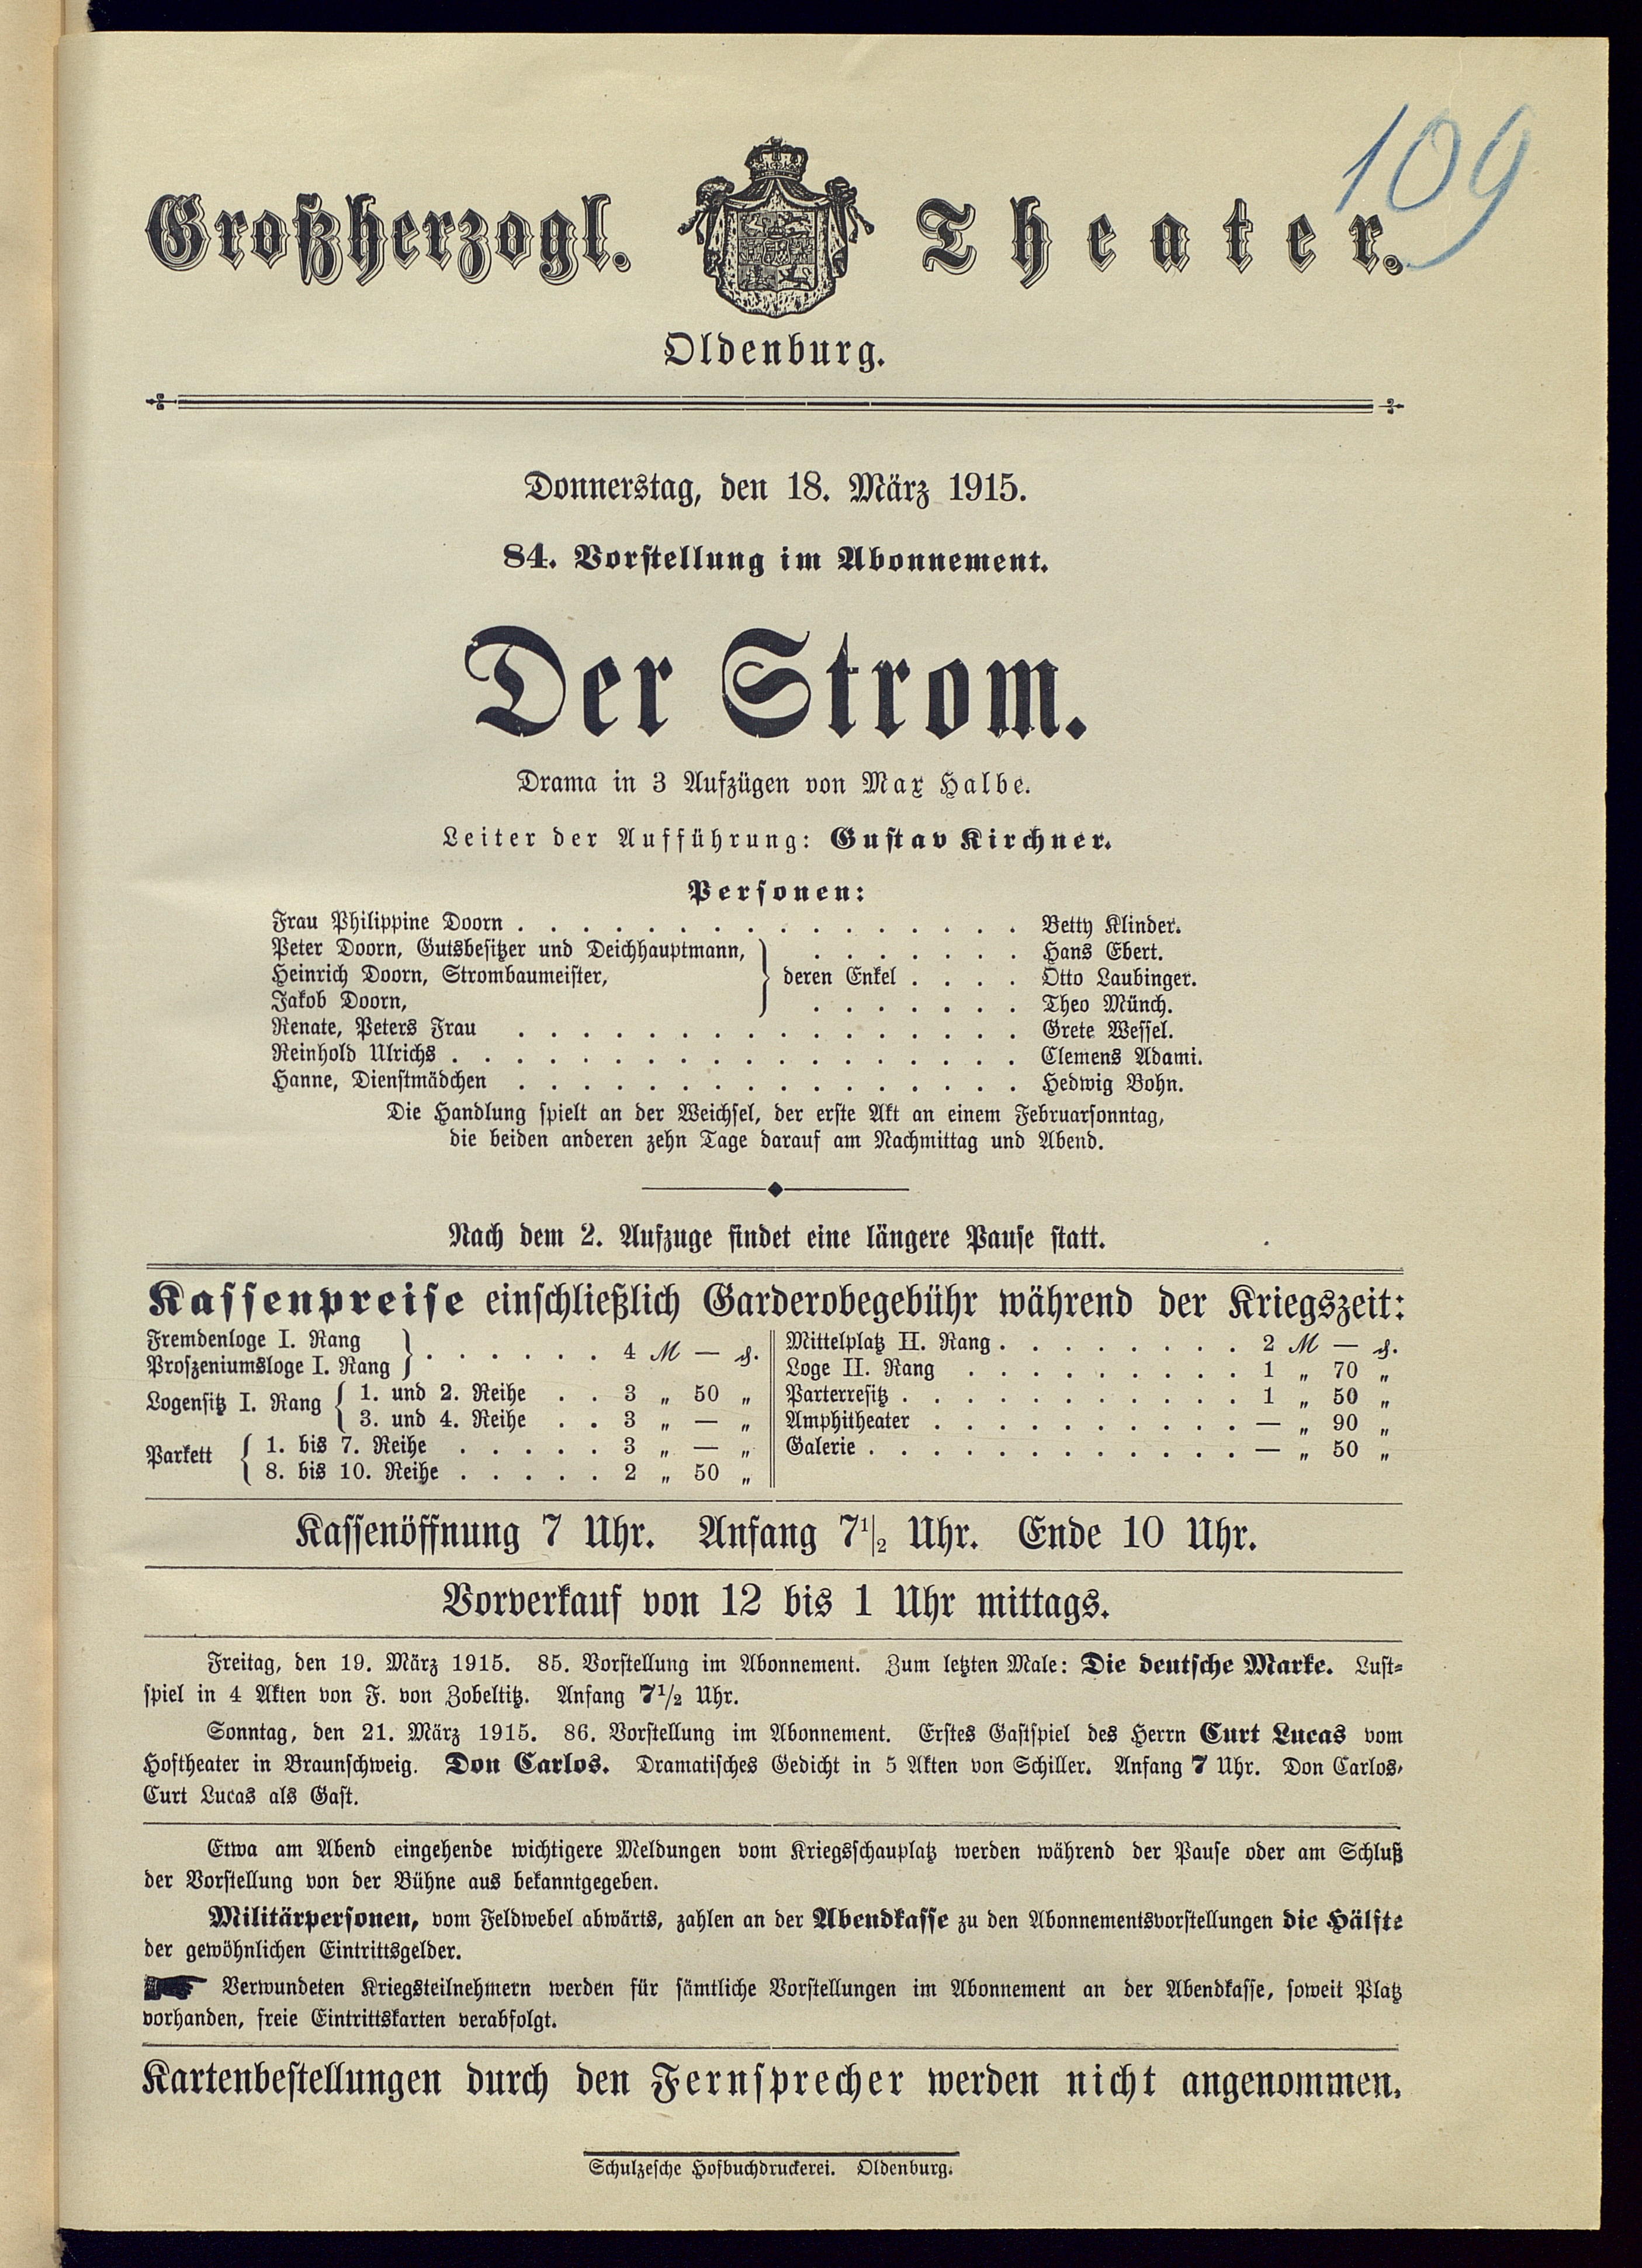 109
Großherzogl. Theater.
Oldenburg.
Donnerstag, den 18. März 1915.
84. Vorstellung im Abonnement.
Der Strom.
Drama in 3 Aufzügen von Max Halbe.
Leiter der Aufführung: Gustav Kirchner.
Personen:
Frau Philippine Doorn . . . . . . . . . . . . . . . . Betty Klinder.
Peter Doorn, Gutsbesitzer und Deichhauptmann, } . . . . . . . Hans Ebert.
Heinrich Doorn, Strombaumeister, } deren Enkel . . . . Otto Laubinger.
Jakob Doorn, } . . . . . . . Theo Münch.
Renate, Peters Frau . . . . . . . . . . . . . . . . Grete Wessel.
Reinhold Ulrichs . . . . . . . . . . . . . . . . . . Clemens Adami.
Hanne, Dienstmädchen . . . . . . . . . . . . . . . . Hedwig Bohn.
Die Handlung spielt an der Weichsel, der erste Akt an einem Februarsonntag,
die beiden anderen zehn Tage darauf am Nachmittag und Abend.
Nach dem 2. Aufzuge findet eine längere Pause statt.
Kassenpreise einschließlich Garderobegebühr während der Kriegszeit:
Fremdenloge I. Rang
Proszeniumsloge I. Rang } . . . . . . 4 M — ₰.
Logensitz I. Rang { 1. und 2. Reihe . . 3 „ 50 „
3. und 4. Reihe . . 3 „ — „
Parkett { 1. bis 7. Reihe . . . . . 3 „ — „
8. bis 10. Reihe . . . . . 2 „ 50 „
Mittelplatz II. Rang . . . . . . . . 2 M — ₰.
Loge II. Rang . . . . . . . . . 1 „ 70 „
Parterresitz . . . . . . . . . . . 1 „ 50 „
Amphitheater . . . . . . . . . . — „ 90 „
Galerie . . . . . . . . . . . . — „ 50 „
Kassenöffnung 7 Uhr. Anfang 7½ Uhr. Ende 10 Uhr.
Vorverkauf von 12 bis 1 Uhr mittags.
Freitag, den 19. März 1915. 85. Vorstellung im Abonnement. Zum letzten Male: Die deutsche Marke. Lust-
spiel in 4 Akten von F. von Zobeltitz. Anfang 7½ Uhr.
Sonntag, den 21. März 1915. 86. Vorstellung im Abonnement. Erstes Gastspiel des Herrn Curt Lucas vom
Hoftheater in Braunschweig. Don Carlos. Dramatisches Gedicht in 5 Akten von Schiller. Anfang 7 Uhr. Don Carlos,
Curt Lucas als Gast.
Etwa am Abend eingehende wichtigere Meldungen vom Kriegsschauplatz werden während der Pause oder am Schluß
der Vorstellung von der Bühne aus bekanntgegeben.
Militärpersonen, vom Feldwebel abwärts, zahlen an der Abendkasse zu den Abonnementsvorstellungen die Hälfte
der gewöhnlichen Eintrittsgelder.
Verwundeten Kriegsteilnehmern werden für sämtliche Vorstellungen im Abonnement an der Abendkasse, soweit Platz
vorhanden, freie Eintrittskarten verabfolgt.
Kartenbestellungen durch den Fernsprecher werden nicht angenommen.
Schulzesche Hofbuchdruckerei. Oldenburg.